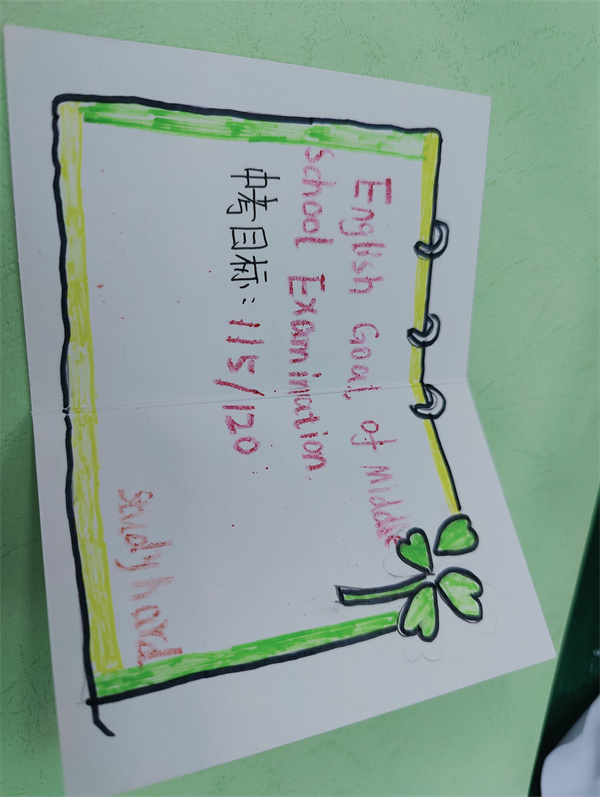 English Goal of Middle
School Examination.
中考目标：115/120
study hard